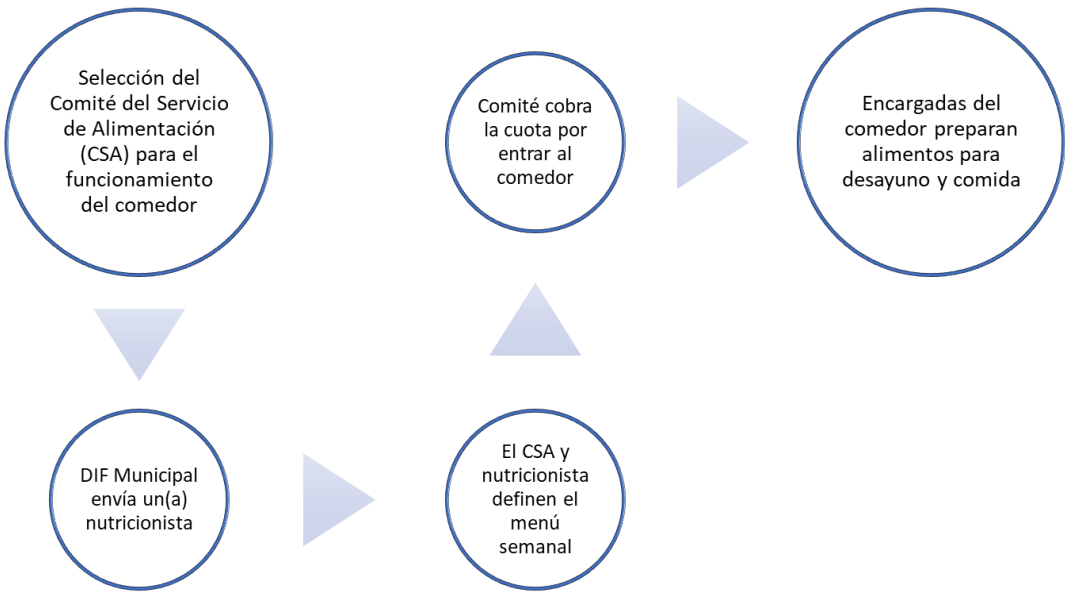 Selección del
Comité del Servicio
de Alimentación
(CSA) para el
funcionamiento
del comedor
DIF Municipal
envía un(a)
nutricionista
El CSA y
nutricionista
definen el
menú
semanal
Comité cobra
la cuota por
entrar al
comedor
Encargadas del
comedor preparan
alimentos para
desayuno y comida